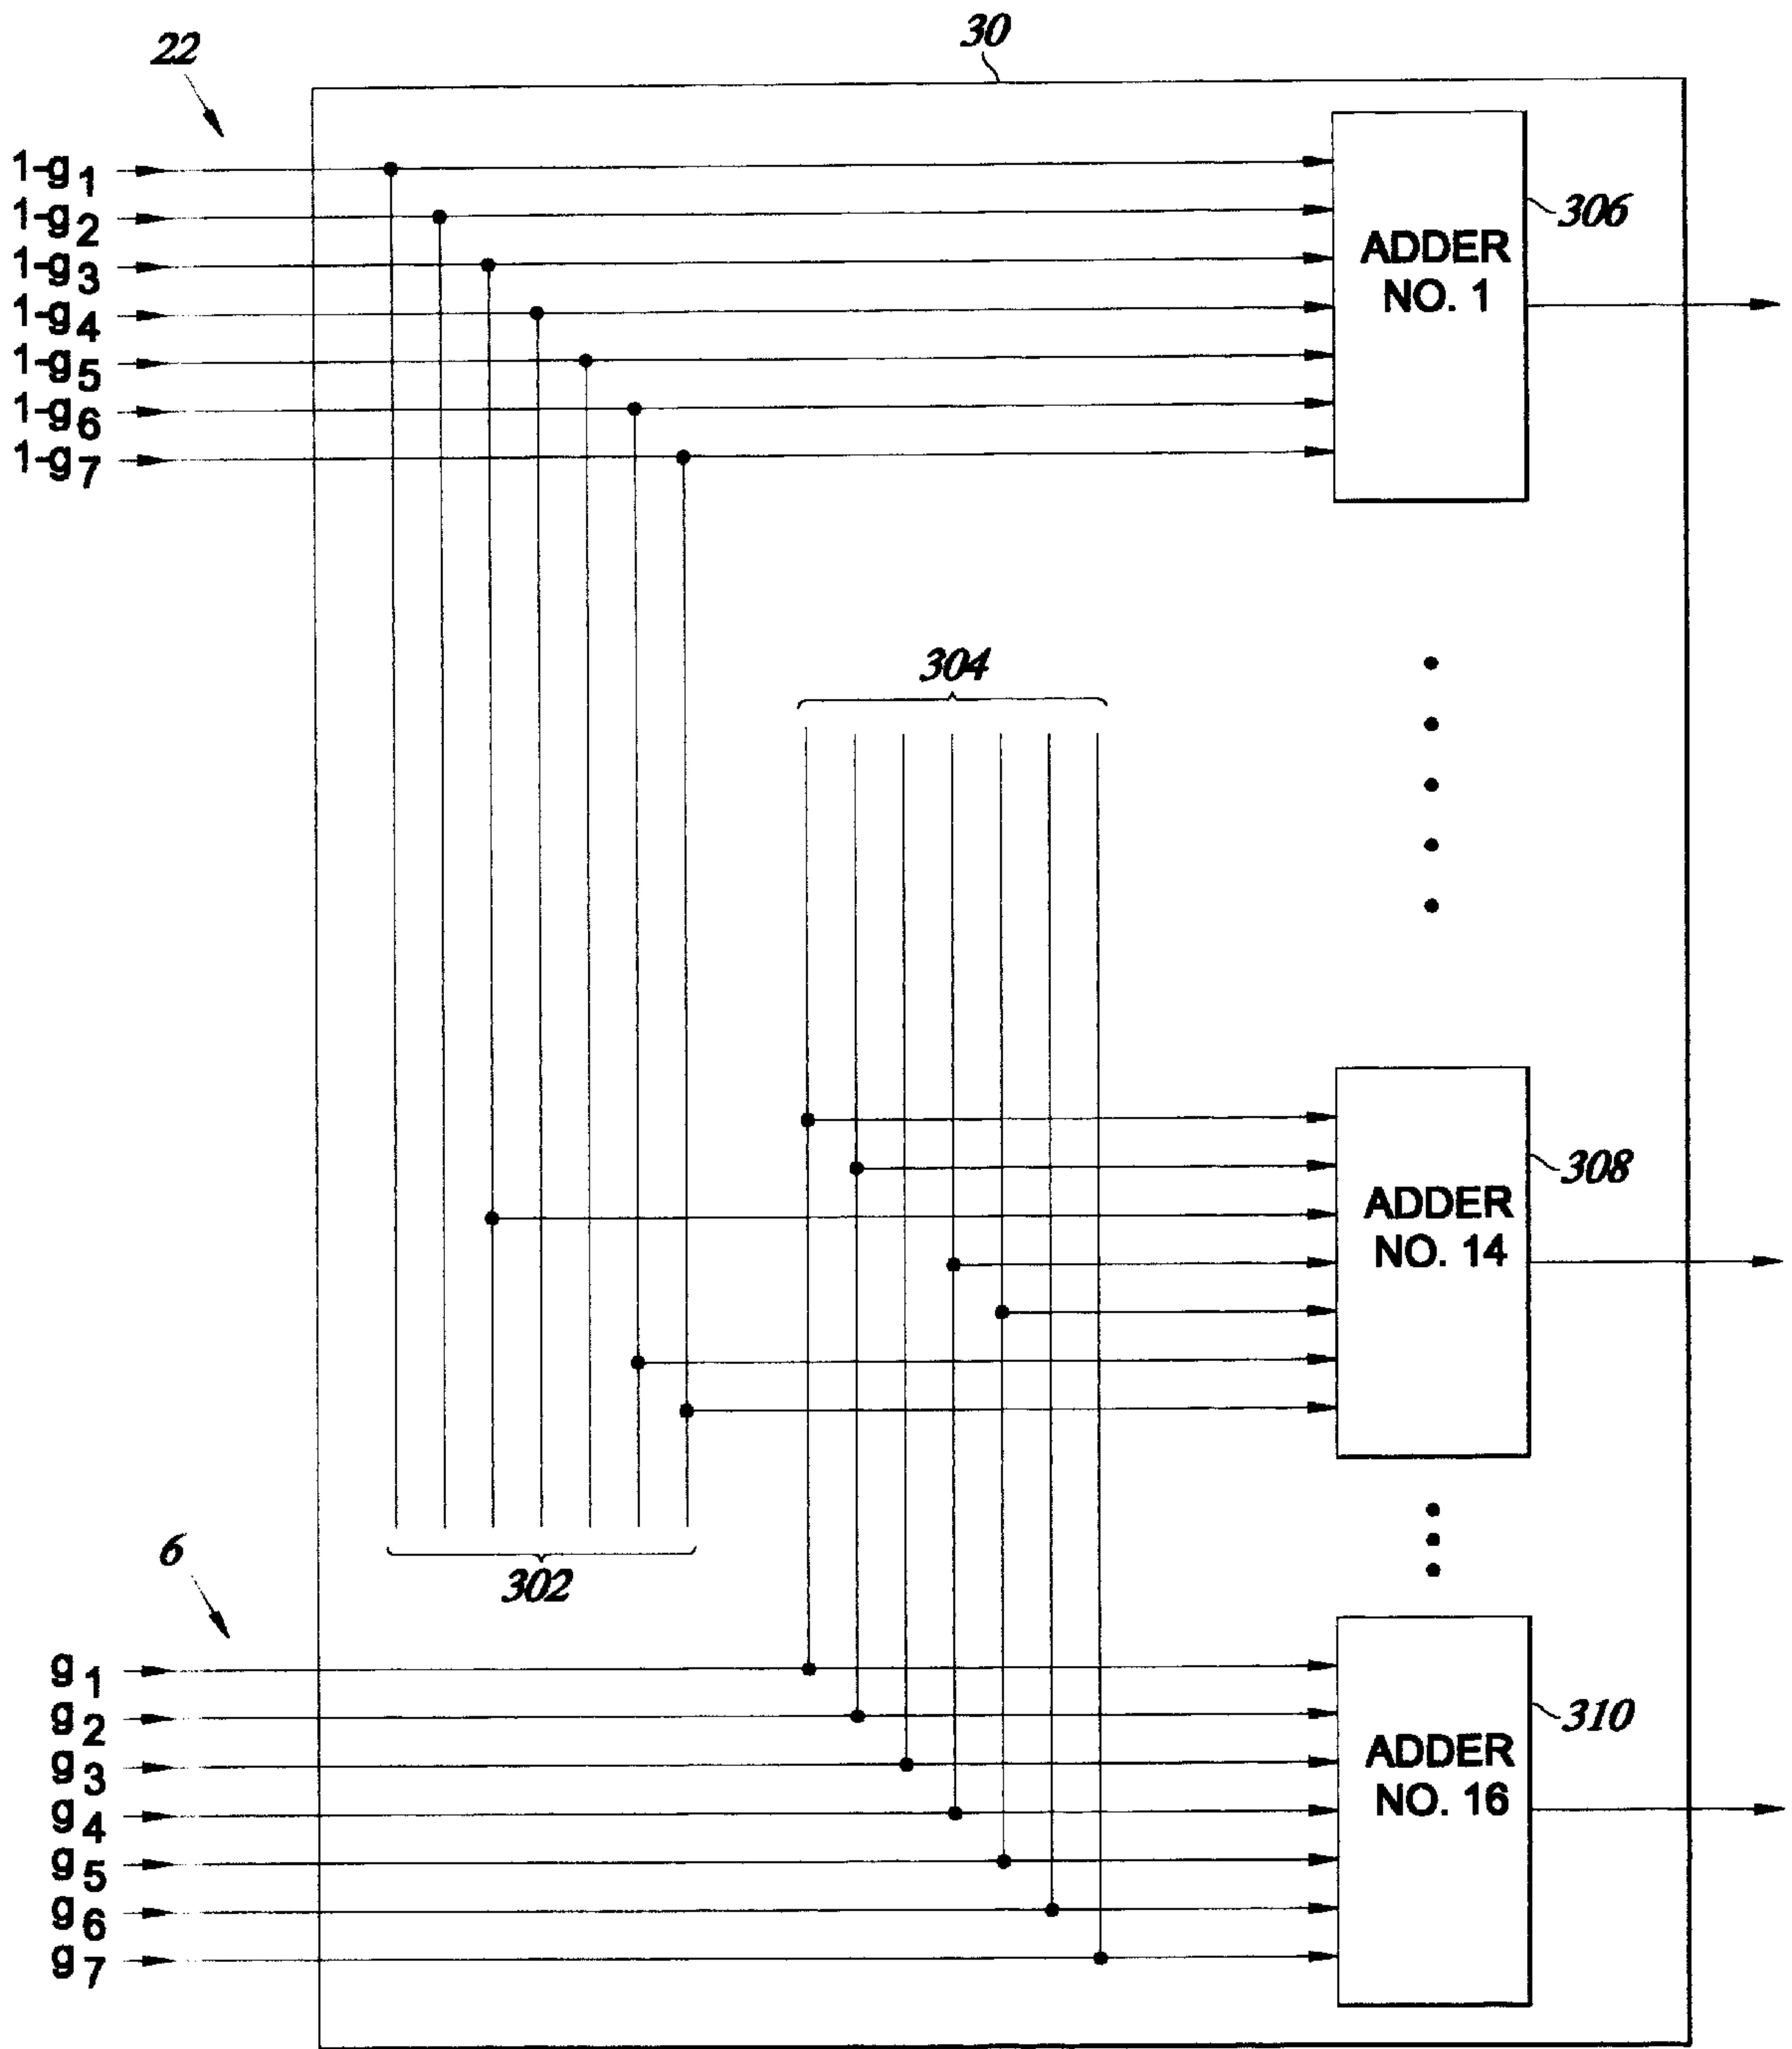 22
30
1-g1
1-g2
1-g3
1-g4
1-g5
1-g6
1-g7
ADDER
NO. 1
306
304
ADDER
NO. 14
308
302
6
g1
g2
g3
g4
g5
g6
g7
ADDER
NO. 16
310